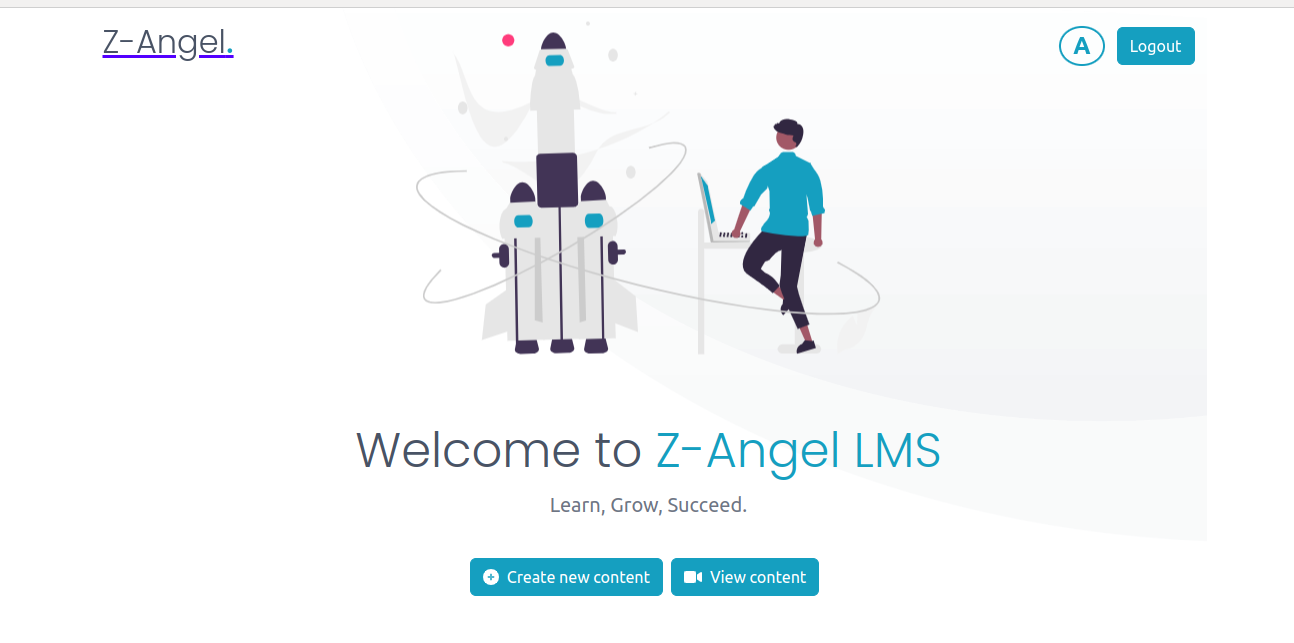 Z-Angel.
A
Logout
Welcome to Z-Angel LMS
Learn, Grow, Succeed.
Create new content
View content